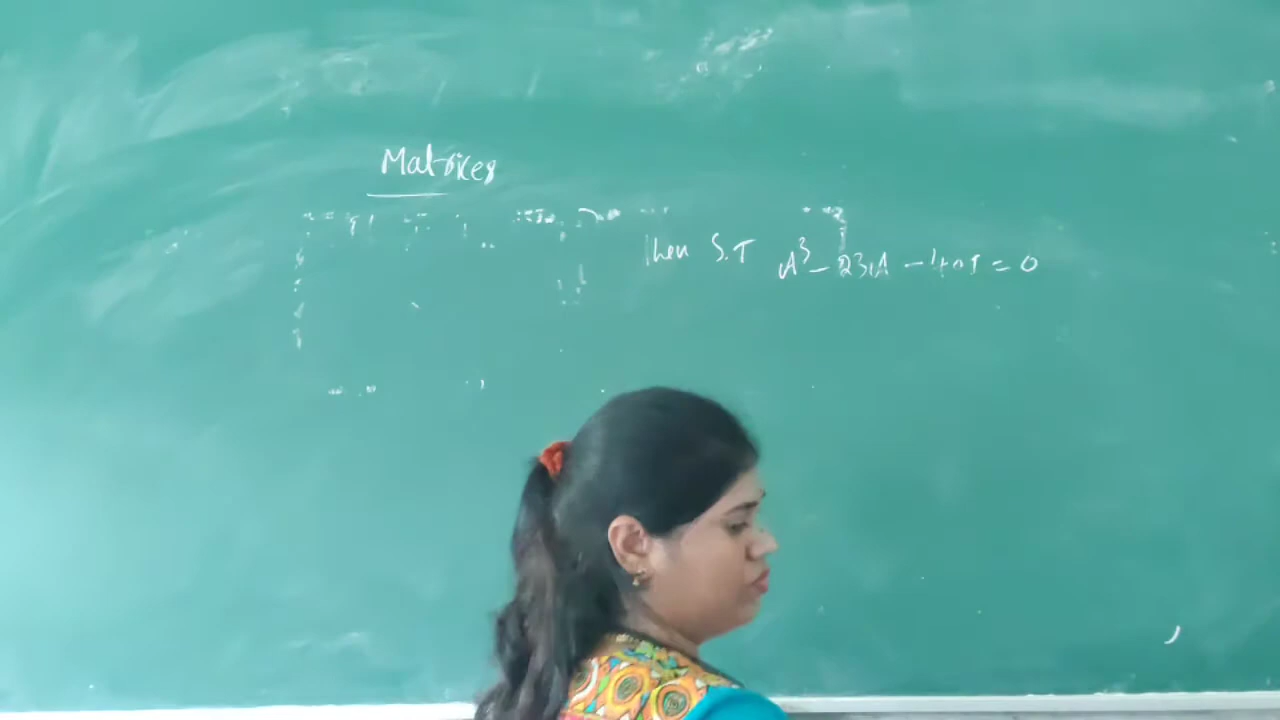 Matrices
Then S.T A³ - 23A - 40I = 0